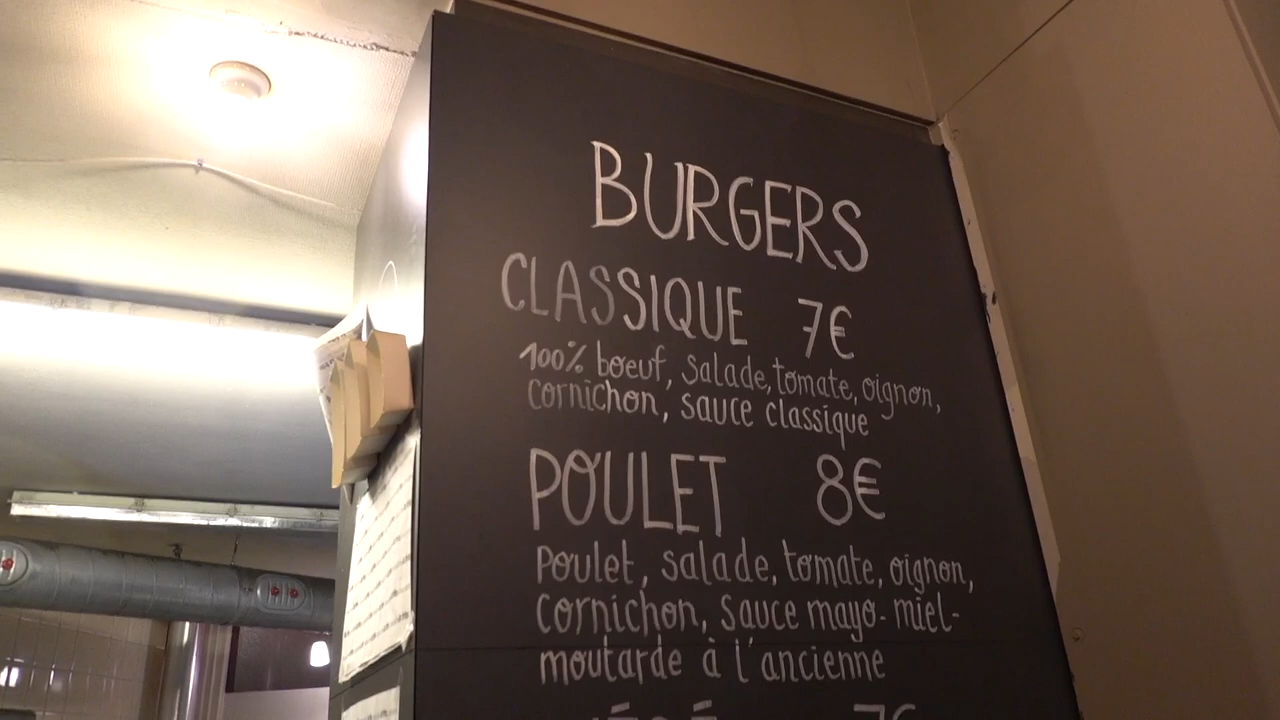 BURGERS
CLASSIQUE 7€
100% boeuf, salade, tomate, oignon,
cornichon, sauce classique
POULET 8€
Poulet, salade, tomate, oignon,
cornichon, sauce mayo-miel-
moutarde à l'ancienne
7€